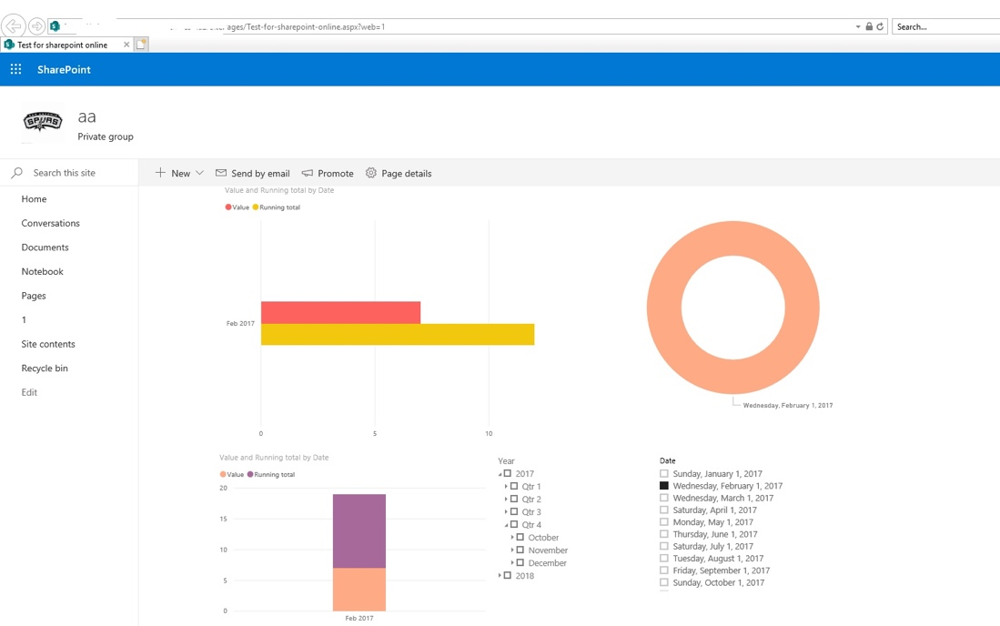 ages/Test-for-sharepoint-online.aspx?web=1
Search...
Test for sharepoint online
SharePoint
SPURS
aa
Private group
Search this site
New
Send by email
Promote
Page details
Home
Conversations
Documents
Notebook
Pages
1
Site contents
Recycle bin
Edit
Value and Running total by Date
Value Running total
Feb 2017
0 5 10
Wednesday, February 1, 2017
Value and Running total by Date
Value Running total
20
15
10
5
0
Feb 2017
Year
2017
Qtr 1
Qtr 2
Qtr 3
Qtr 4
October
November
December
2018
Date
Sunday, January 1, 2017
Wednesday, February 1, 2017
Wednesday, March 1, 2017
Saturday, April 1, 2017
Monday, May 1, 2017
Thursday, June 1, 2017
Saturday, July 1, 2017
Tuesday, August 1, 2017
Friday, September 1, 2017
Sunday, October 1, 2017